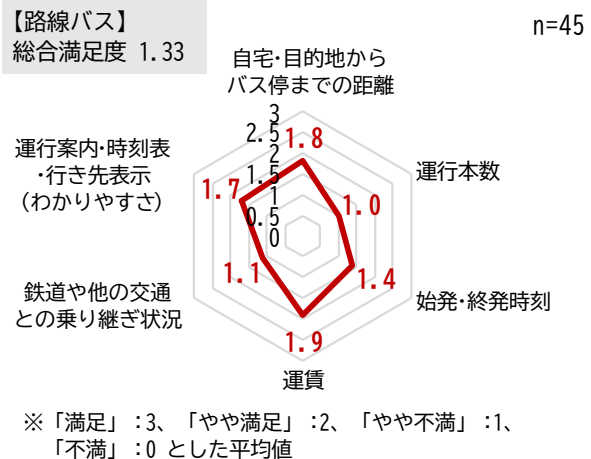 【路線バス】
総合満足度 1.33
n=45
自宅･目的地から
バス停までの距離
3
2.5
2
1.5
1
0.5
0
1.8
運行本数
1.0
始発･終発時刻
1.4
運賃
1.9
鉄道や他の交通
との乗り継ぎ状況
1.1
運行案内･時刻表
･行き先表示
（わかりやすさ）
1.7
※「満足」:3、「やや満足」:2、「やや不満」:1、
「不満」:0 とした平均値